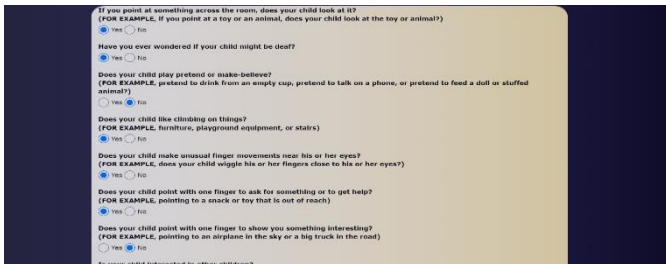 If you point at something across the room, does your child look at it?
(FOR EXAMPLE, if you point at a toy or an animal, does your child look at the toy or animal?)
Yes No
Have you ever wondered if your child might be deaf?
Yes No
Does your child play pretend or make-believe?
(FOR EXAMPLE, pretend to drink from an empty cup, pretend to talk on a phone, or pretend to feed a doll or stuffed
animal?)
Yes No
Does your child like climbing on things?
(FOR EXAMPLE, furniture, playground equipment, or stairs)
Yes No
Does your child make unusual finger movements near his or her eyes?
(FOR EXAMPLE, does your child wiggle his or her fingers close to his or her eyes?)
Yes No
Does your child point with one finger to ask for something or to get help?
(FOR EXAMPLE, pointing to a snack or toy that is out of reach)
Yes No
Does your child point with one finger to show you something interesting?
(FOR EXAMPLE, pointing to an airplane in the sky or a big truck in the road)
Yes No
Is your child interested in other children?